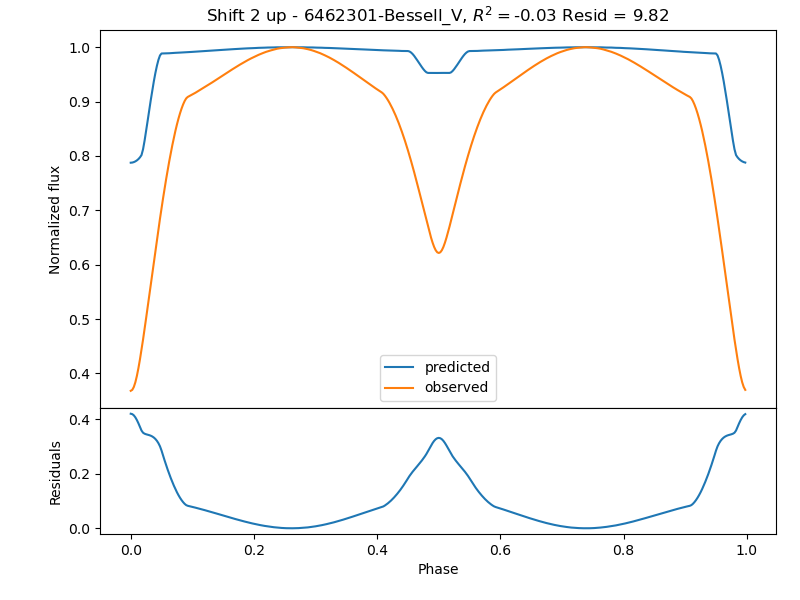 Shift 2 up - 6462301-Bessell_V, R² = -0.03 Resid = 9.82
Normalized flux
1.0
0.9
0.8
0.7
0.6
0.5
0.4
predicted
observed
Residuals
0.4
0.2
0.0
0.0 0.2 0.4 0.6 0.8 1.0
Phase